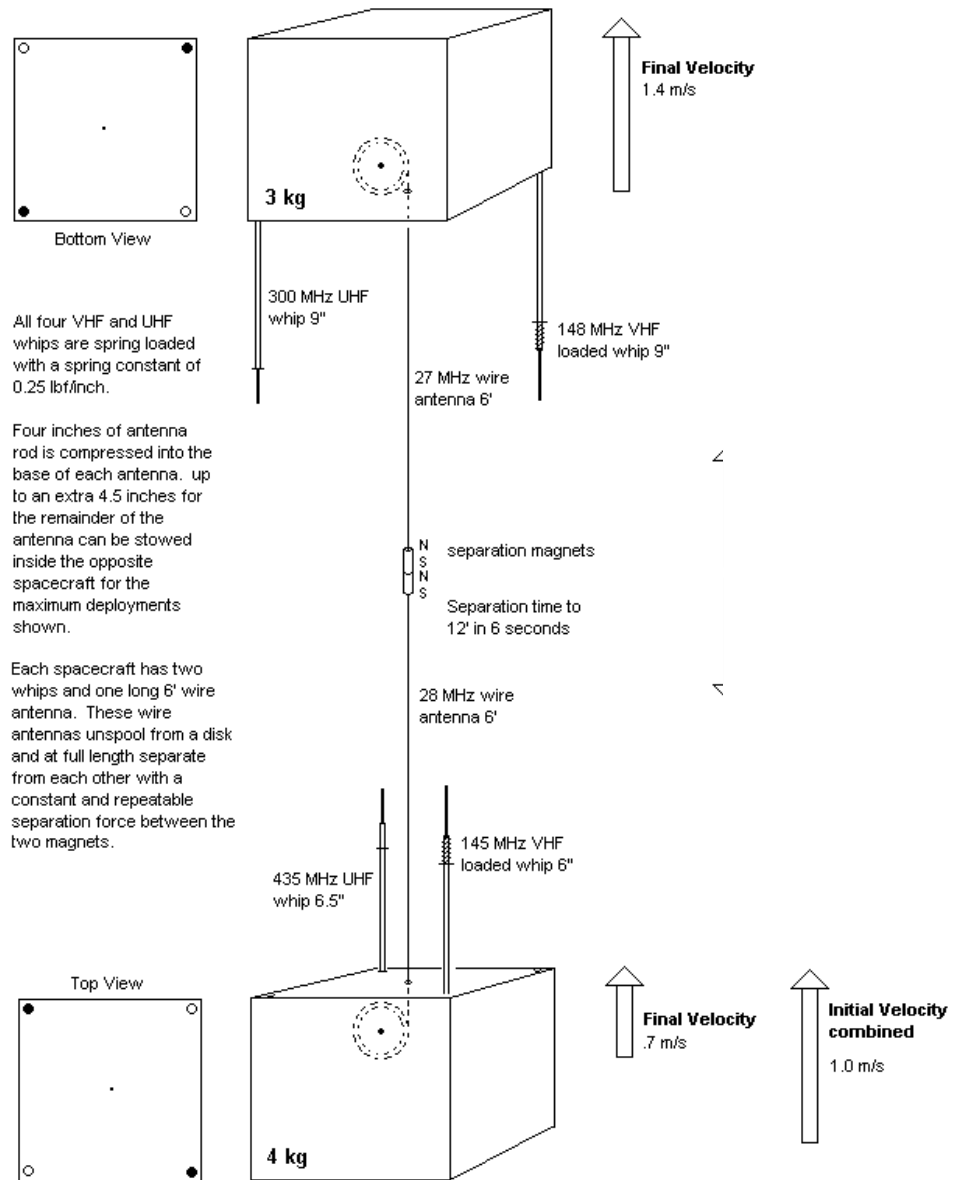 Final Velocity
1.4 m/s
3 kg
Bottom View
300 MHz UHF
whip 9"
148 MHz VHF
loaded whip 9"
All four VHF and UHF
whips are spring loaded
with a spring constant of
0.25 lbf/inch.
27 MHz wire
antenna 6'
Four inches of antenna
rod is compressed into the
base of each antenna. up
to an extra 4.5 inches for
the remainder of the
antenna can be stowed
inside the opposite
spacecraft for the
maximum deployments
shown.
N
S
N
S
separation magnets
Separation time to
12' in 6 seconds
Each spacecraft has two
whips and one long 6' wire
antenna. These wire
antennas unspool from a disk
and at full length separate
from each other with a
constant and repeatable
separation force between the
two magnets.
28 MHz wire
antenna 6'
435 MHz UHF
whip 6.5"
145 MHz VHF
loaded whip 6"
Top View
4 kg
Final Velocity
.7 m/s
Initial Velocity
combined
1.0 m/s